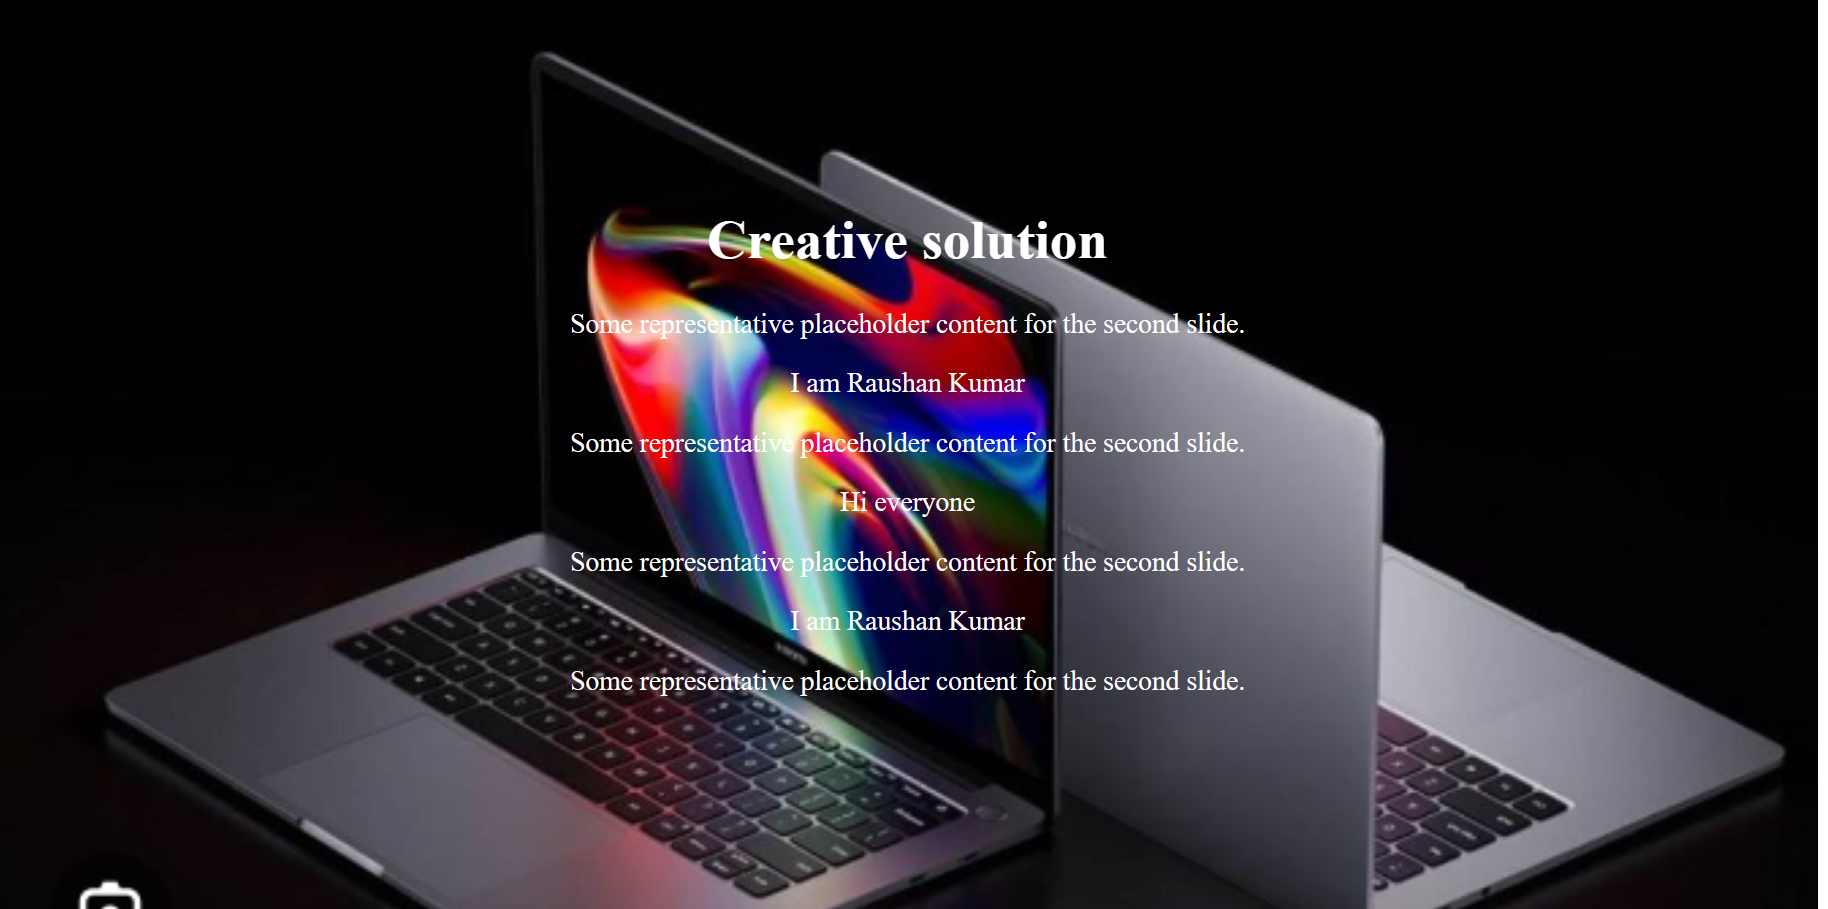 Creative solution
Some representative placeholder content for the second slide.
I am Raushan Kumar
Some representative placeholder content for the second slide.
Hi everyone
Some representative placeholder content for the second slide.
I am Raushan Kumar
Some representative placeholder content for the second slide.